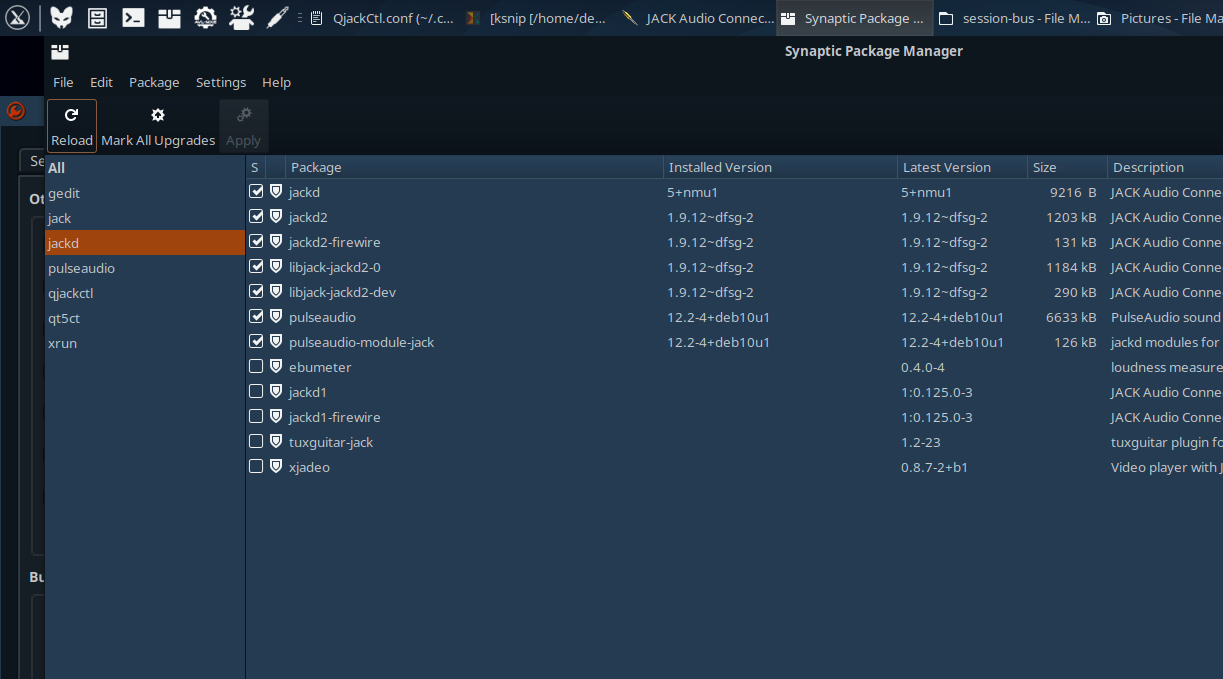 QjackCtl.conf (~/.c... [ksnip [/home/de... JACK Audio Connec... Synaptic Package ... session-bus - File M... Pictures - File Ma
Synaptic Package Manager
File Edit Package Settings Help
Reload Mark All Upgrades Apply
Se
Ot
Bu
All
gedit
jack
jackd
pulseaudio
qjackctl
qt5ct
xrun
S Package Installed Version Latest Version Size Description
jackd 5+nmu1 5+nmu1 9216 B JACK Audio Conne
jackd2 1.9.12~dfsg-2 1.9.12~dfsg-2 1203 kB JACK Audio Conne
jackd2-firewire 1.9.12~dfsg-2 1.9.12~dfsg-2 131 kB JACK Audio Conne
libjack-jackd2-0 1.9.12~dfsg-2 1.9.12~dfsg-2 1184 kB JACK Audio Conne
libjack-jackd2-dev 1.9.12~dfsg-2 1.9.12~dfsg-2 290 kB JACK Audio Conne
pulseaudio 12.2-4+deb10u1 12.2-4+deb10u1 6633 kB PulseAudio sound
pulseaudio-module-jack 12.2-4+deb10u1 12.2-4+deb10u1 126 kB jackd modules for
ebumeter 0.4.0-4 loudness measure
jackd1 1:0.125.0-3 JACK Audio Conne
jackd1-firewire 1:0.125.0-3 JACK Audio Conne
tuxguitar-jack 1.2-23 tuxguitar plugin fo
xjadeo 0.8.7-2+b1 Video player with J